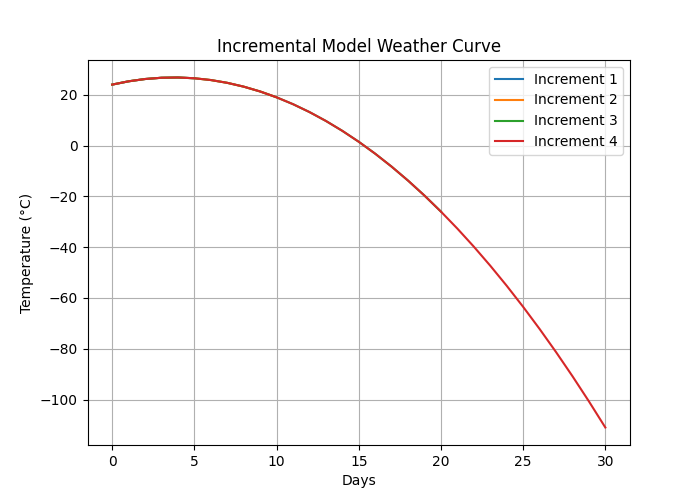 Incremental Model Weather Curve
Increment 1
Increment 2
Increment 3
Increment 4
Temperature (°C)
20
0
−20
−40
−60
−80
−100
0 5 10 15 20 25 30
Days